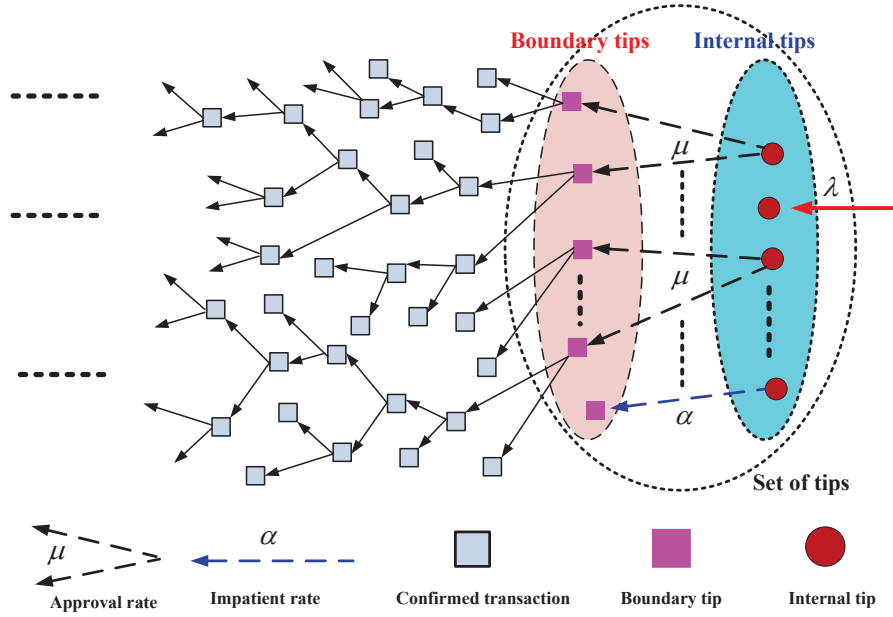 Boundary tips
Internal tips
μ
λ
μ
α
Set of tips
μ
α
Approval rate
Impatient rate
Confirmed transaction
Boundary tip
Internal tip